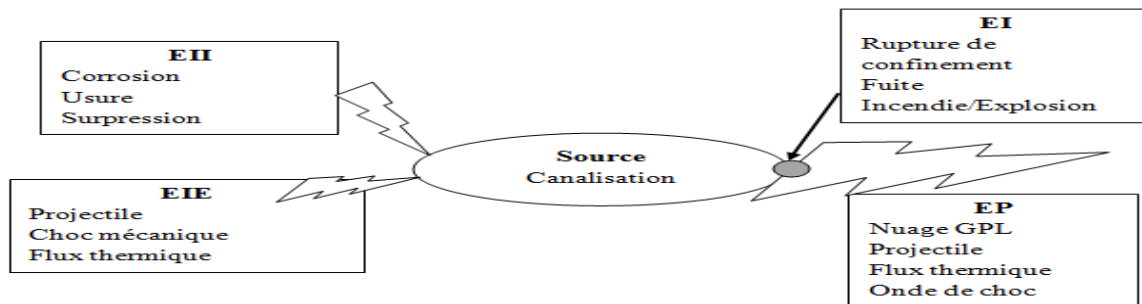 EII
Corrosion
Usure
Surpression
EI
Rupture de
confinement
Fuite
Incendie/Explosion
Source
Canalisation
EIE
Projectile
Choc mécanique
Flux thermique
EP
Nuage GPL
Projectile
Flux thermique
Onde de choc